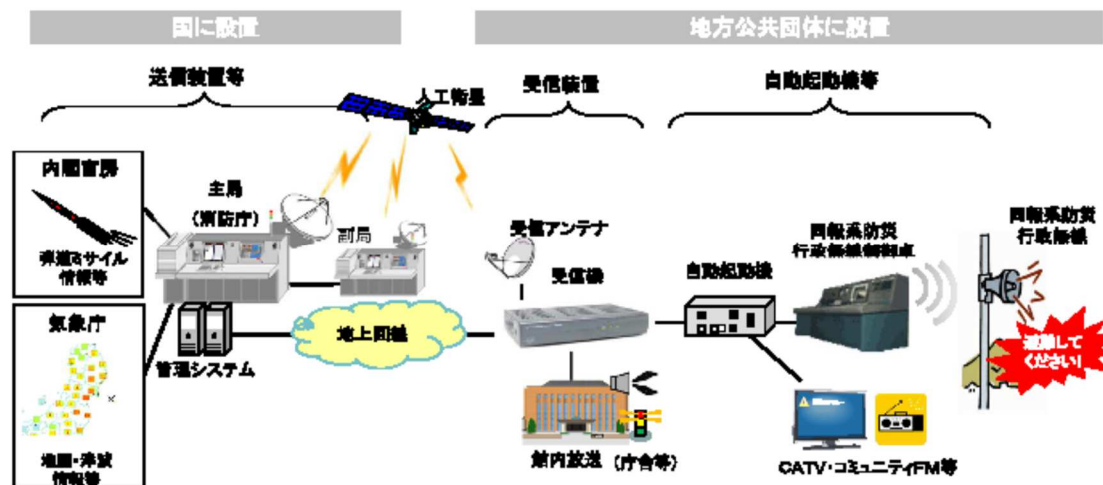 国に設置
地方公共団体に設置
送信装置等
人工衛星
受信装置
自動起動機等
内閣官房
弾道ミサイル
情報等
主局
(消防庁)
副局
受信アンテナ
受信機
自動起動機
同報系防災
行政無線制御卓
同報系防災
行政無線
避難して
ください!
気象庁
地震・津波
情報等
管理システム
地上回線
館内放送 (庁舎等)
CATV・コミュニティFM等